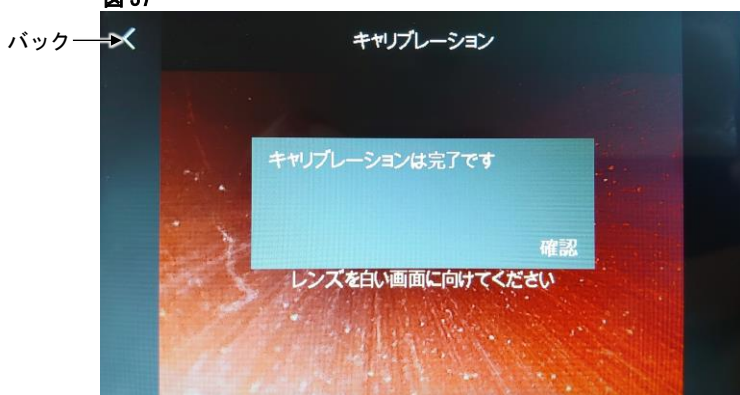 バック
キャリブレーション
キャリブレーションは完了です
確認
レンズを白い画面に向けてください